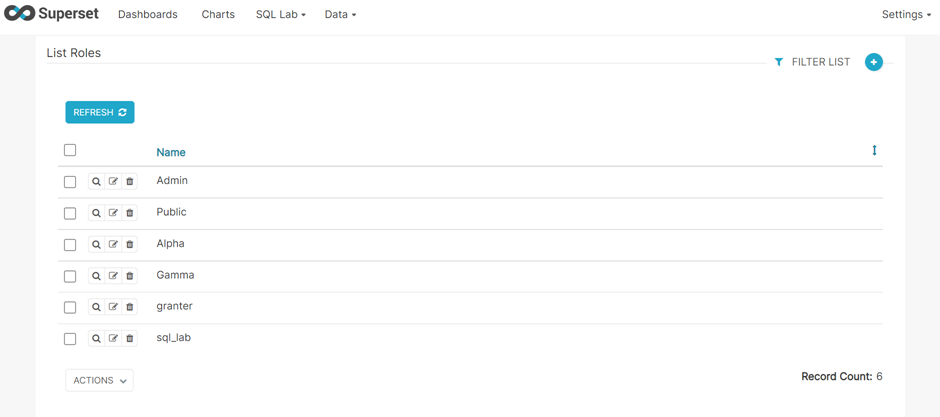 Superset Dashboards Charts SQL Lab Data Settings
List Roles
FILTER LIST
REFRESH
Name
Admin
Public
Alpha
Gamma
granter
sql_lab
ACTIONS
Record Count: 6